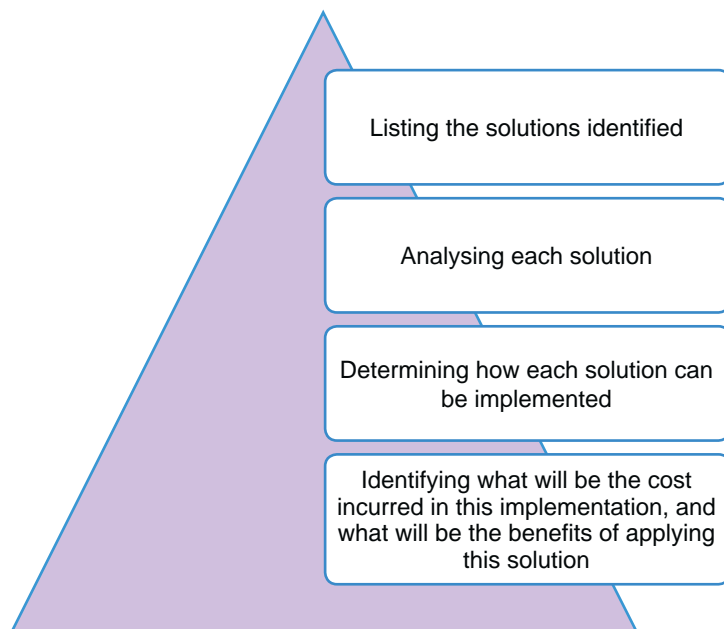 Listing the solutions identified
Analysing each solution
Determining how each solution can
be implemented
Identifying what will be the cost
incurred in this implementation, and
what will be the benefits of applying
this solution